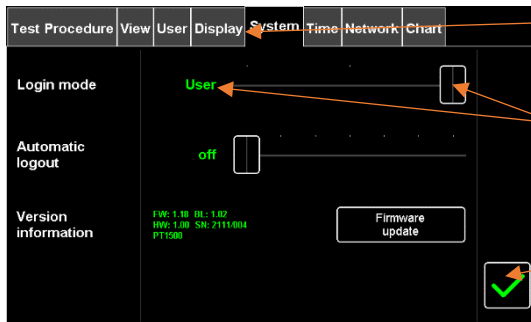 Test Procedure View User Display System Time Network Chart
Login mode User
Automatic
logout
off
Version
information
FW: 1.18 BL: 1.02
HW: 1.00 SN: 2111/004
PT1500
Firmware
update